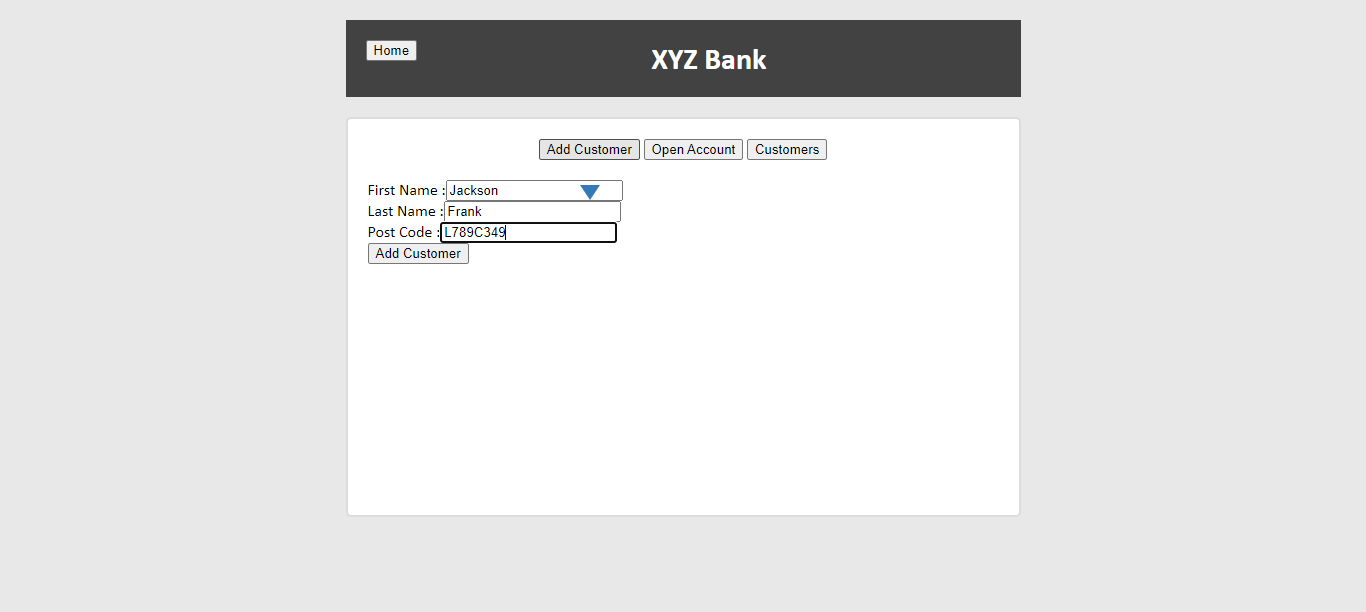 Home
XYZ Bank
Add Customer Open Account Customers
First Name : Jackson
Last Name : Frank
Post Code : L789C349
Add Customer